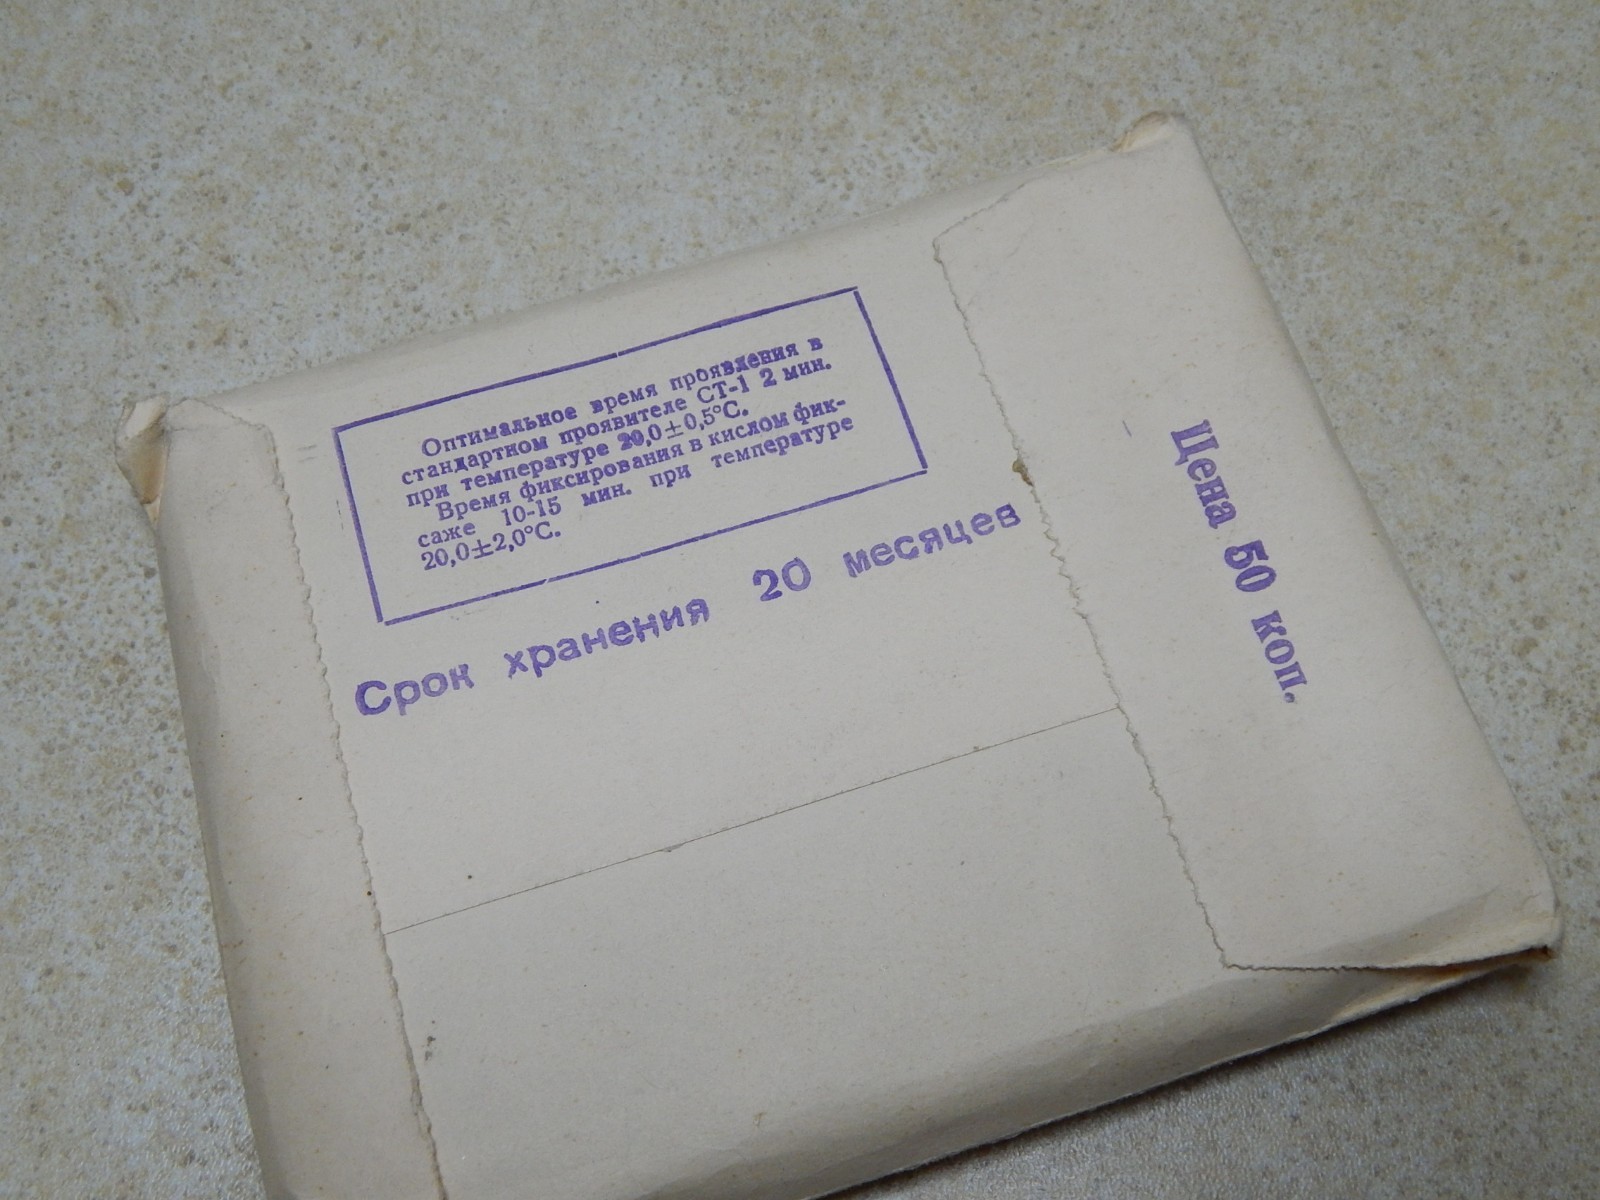 Оптимальное время проявления в
стандартном проявителе СТ-1 2 мин.
при температуре 20,0±0,5°С.
Время фиксирования в кислом фик-
саже 10-15 мин. при температуре
20,0±2,0°С.
Срок хранения 20 месяцев
Цена 50 коп.